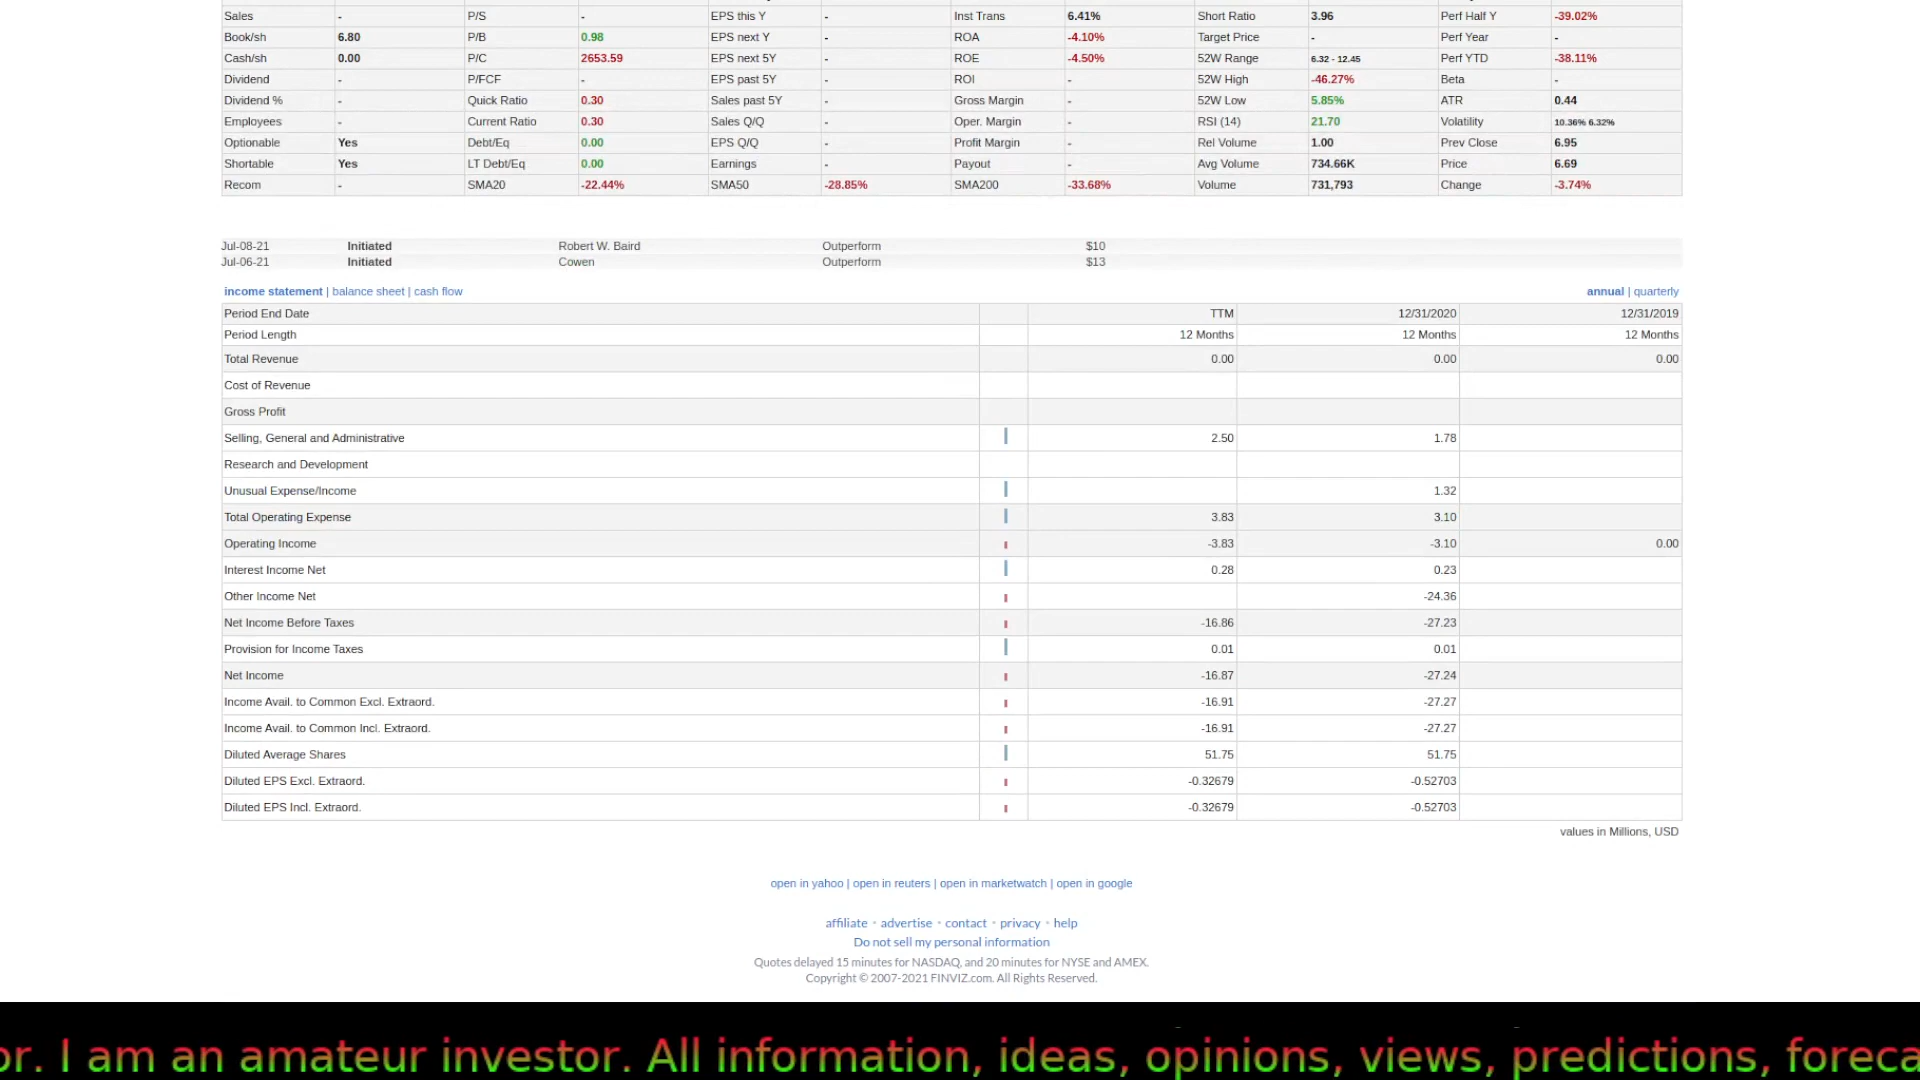 Sales - P/S - EPS this Y - Inst Trans 6.41% Short Ratio 3.96 Perf Half Y -39.02%
Book/sh 6.80 P/B 0.98 EPS next Y - ROA -4.10% Target Price - Perf Year -
Cash/sh 0.00 P/C 2653.59 EPS next 5Y - ROE -4.50% 52W Range 6.32 - 12.45 Perf YTD -38.11%
Dividend - P/FCF - EPS past 5Y - ROI - 52W High -46.27% Beta -
Dividend % - Quick Ratio 0.30 Sales past 5Y - Gross Margin - 52W Low 5.85% ATR 0.44
Employees - Current Ratio 0.30 Sales Q/Q - Oper. Margin - RSI (14) 21.70 Volatility 10.36% 6.32%
Optionable Yes Debt/Eq 0.00 EPS Q/Q - Profit Margin - Rel Volume 1.00 Prev Close 6.95
Shortable Yes LT Debt/Eq 0.00 Earnings - Payout - Avg Volume 734.66K Price 6.69
Recom - SMA20 -22.44% SMA50 -28.85% SMA200 -33.68% Volume 731,793 Change -3.74%
Jul-08-21 Initiated Robert W. Baird Outperform $10
Jul-06-21 Initiated Cowen Outperform $13
income statement | balance sheet | cash flow annual | quarterly
Period End Date TTM 12/31/2020 12/31/2019
Period Length 12 Months 12 Months 12 Months
Total Revenue 0.00 0.00 0.00
Cost of Revenue
Gross Profit
Selling, General and Administrative 2.50 1.78
Research and Development
Unusual Expense/Income 1.32
Total Operating Expense 3.83 3.10
Operating Income -3.83 -3.10 0.00
Interest Income Net 0.28 0.23
Other Income Net -24.36
Net Income Before Taxes -16.86 -27.23
Provision for Income Taxes 0.01 0.01
Net Income -16.87 -27.24
Income Avail. to Common Excl. Extraord. -16.91 -27.27
Income Avail. to Common Incl. Extraord. -16.91 -27.27
Diluted Average Shares 51.75 51.75
Diluted EPS Excl. Extraord. -0.32679 -0.52703
Diluted EPS Incl. Extraord. -0.32679 -0.52703
values in Millions, USD
open in yahoo | open in reuters | open in marketwatch | open in google
affiliate • advertise • contact • privacy • help
Do not sell my personal information
Quotes delayed 15 minutes for NASDAQ, and 20 minutes for NYSE and AMEX.
Copyright © 2007-2021 FINVIZ.com. All Rights Reserved.
or. I am an amateur investor. All information, ideas, opinions, views, predictions, foreca